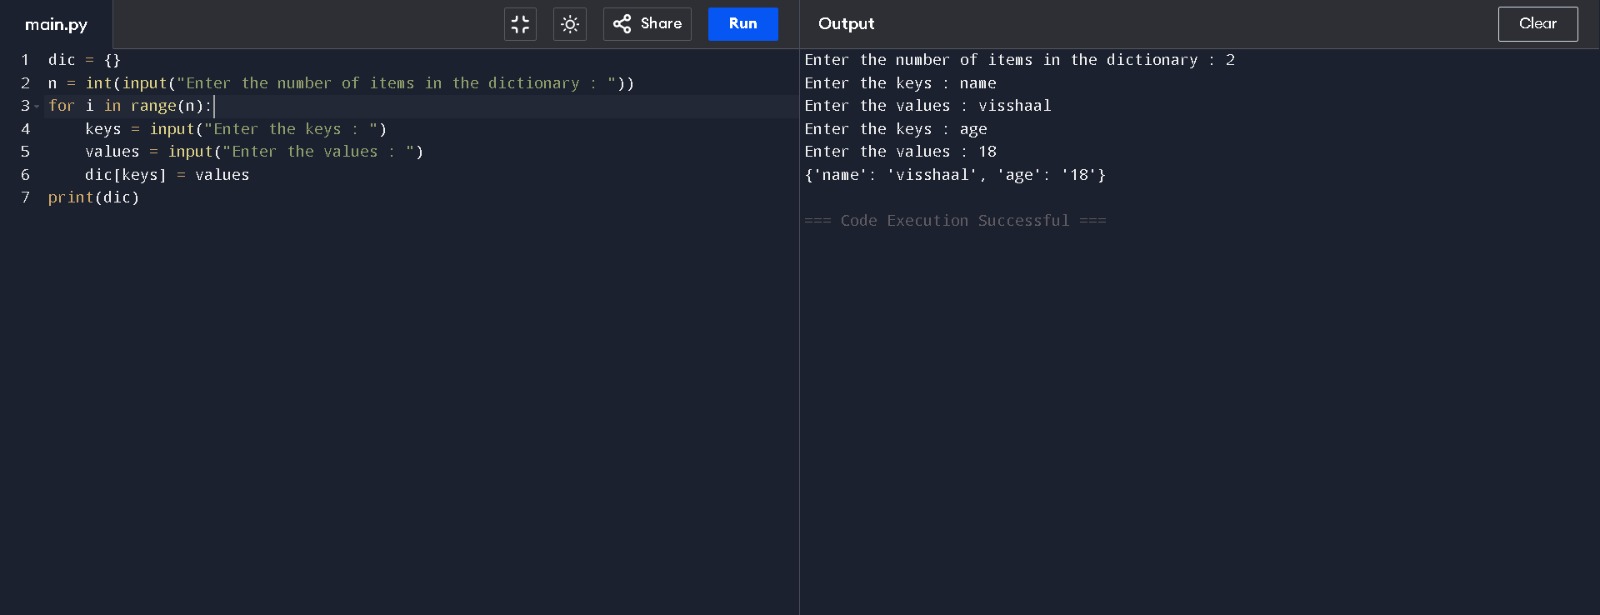 main.py
Share
Run
Output
Clear
1 dic = {}
2 n = int(input("Enter the number of items in the dictionary : "))
3 for i in range(n):
4     keys = input("Enter the keys : ")
5     values = input("Enter the values : ")
6     dic[keys] = values
7 print(dic)
Enter the number of items in the dictionary : 2
Enter the keys : name
Enter the values : visshaal
Enter the keys : age
Enter the values : 18
{'name': 'visshaal', 'age': '18'}
=== Code Execution Successful ===